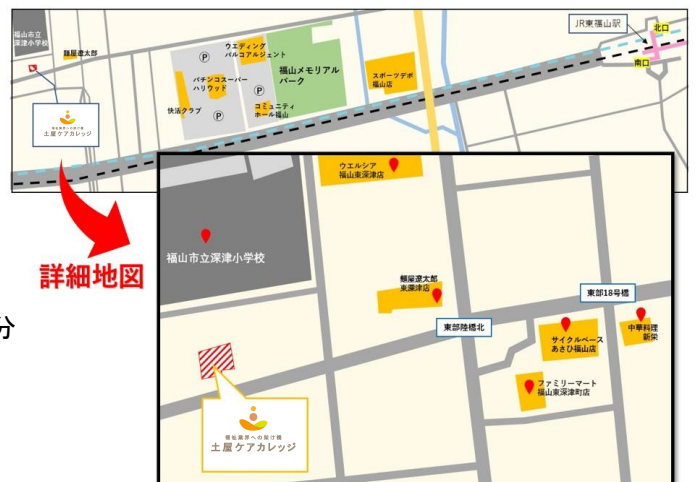 福山市立
深津小学校
麺屋遼太郎
P
ウエディング
パルコアルジェント
パチンコスーパー
ハリウッド
快活クラブ
P
P
コミュニティ
ホール福山
福山メモリアル
パーク
スポーツデポ
福山店
JR東福山駅
北口
南口
福祉業界への架け橋
土屋ケアカレッジ
詳細地図
分
ウエルシア
福山東深津店
福山市立深津小学校
麺屋遼太郎
東深津店
東部陸橋北
東部18号橋
サイクルベース
あさひ福山店
中華料理
新栄
ファミリーマート
福山東深津町店
福祉業界への架け橋
土屋ケアカレッジ